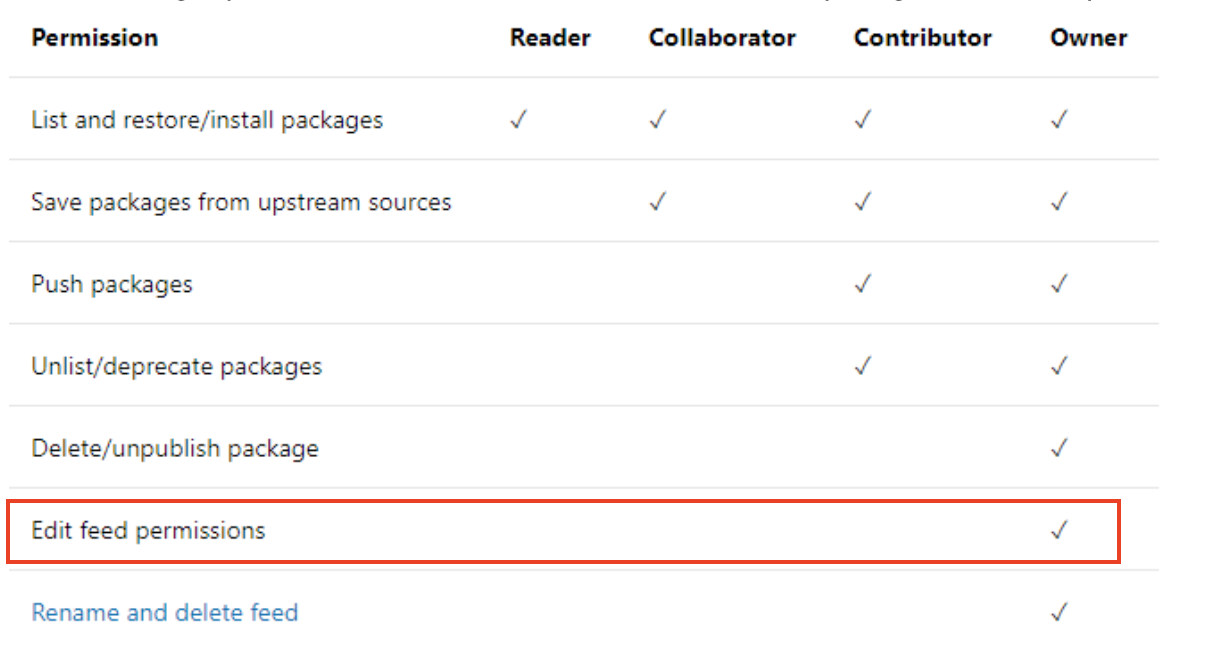 Permission Reader Collaborator Contributor Owner
List and restore/install packages ✓ ✓ ✓ ✓
Save packages from upstream sources ✓ ✓ ✓
Push packages ✓ ✓
Unlist/deprecate packages ✓ ✓
Delete/unpublish package ✓
Edit feed permissions ✓
Rename and delete feed ✓